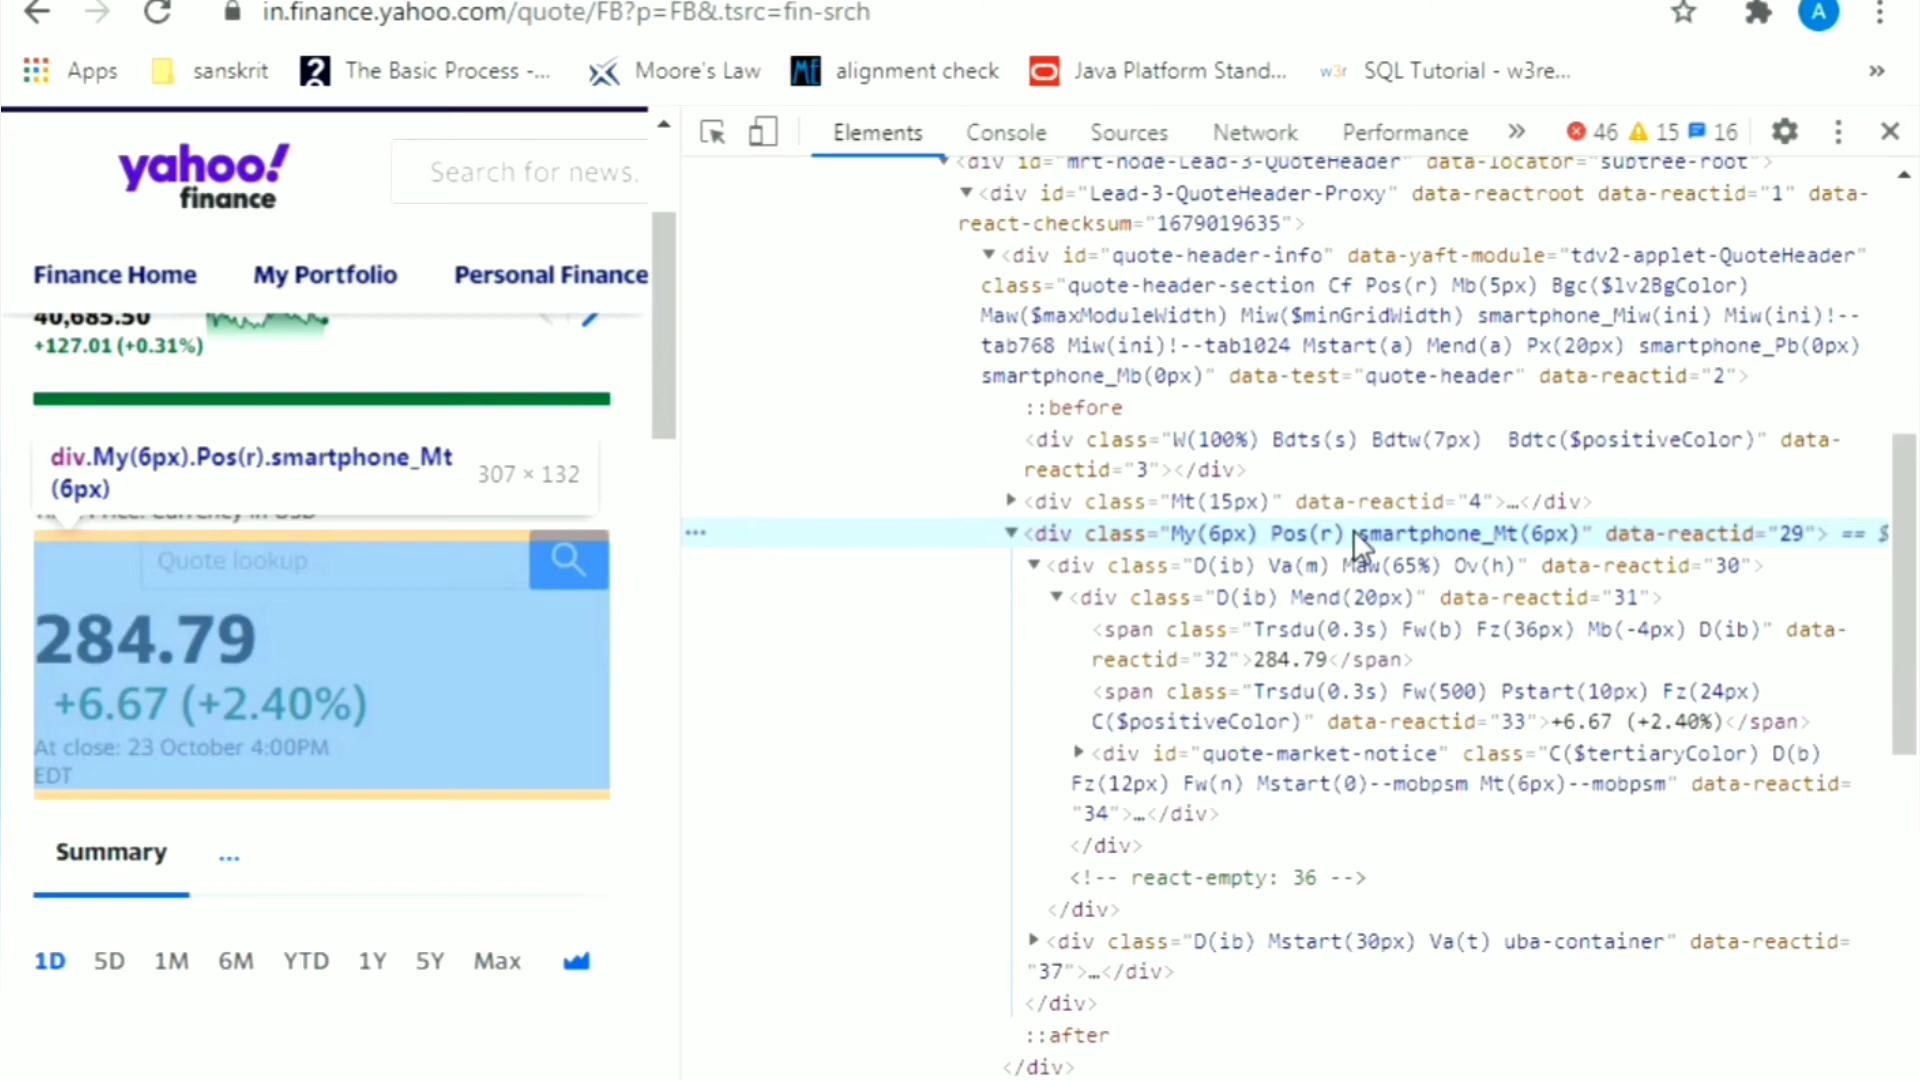 in.finance.yahoo.com/quote/FB?p=FB&.tsrc=fin-srch
A
Apps sanskrit The Basic Process -... Moore's Law alignment check Java Platform Stand... SQL Tutorial - w3re... »
yahoo!
finance
Search for news.
Finance Home My Portfolio Personal Finance
40,685.50
+127.01 (+0.31%)
div.My(6px).Pos(r).smartphone_Mt
(6px)
307 × 132
Quote lookup
284.79
+6.67 (+2.40%)
At close: 23 October 4:00PM
EDT
Summary ...
1D 5D 1M 6M YTD 1Y 5Y Max
Elements Console Sources Network Performance » 46 15 16
<div id="mrt-node-Lead-3-QuoteHeader" data-locator="subtree-root">
<div id="Lead-3-QuoteHeader-Proxy" data-reactroot data-reactid="1" data-
react-checksum="1679019635">
<div id="quote-header-info" data-yaft-module="tdv2-applet-QuoteHeader"
class="quote-header-section Cf Pos(r) Mb(5px) Bgc($lv2BgColor)
Maw($maxModuleWidth) Miw($minGridWidth) smartphone_Miw(ini) Miw(ini)!--
tab768 Miw(ini)!--tab1024 Mstart(a) Mend(a) Px(20px) smartphone_Pb(0px)
smartphone_Mb(0px)" data-test="quote-header" data-reactid="2">
::before
<div class="W(100%) Bdts(s) Bdtw(7px)  Bdtc($positiveColor)" data-
reactid="3"></div>
<div class="Mt(15px)" data-reactid="4">…</div>
... <div class="My(6px) Pos(r) smartphone_Mt(6px)" data-reactid="29"> == $
<div class="D(ib) Va(m) Maw(65%) Ov(h)" data-reactid="30">
<div class="D(ib) Mend(20px)" data-reactid="31">
<span class="Trsdu(0.3s) Fw(b) Fz(36px) Mb(-4px) D(ib)" data-
reactid="32">284.79</span>
<span class="Trsdu(0.3s) Fw(500) Pstart(10px) Fz(24px)
C($positiveColor)" data-reactid="33">+6.67 (+2.40%)</span>
<div id="quote-market-notice" class="C($tertiaryColor) D(b)
Fz(12px) Fw(n) Mstart(0)--mobpsm Mt(6px)--mobpsm" data-reactid=
"34">…</div>
</div>
<!-- react-empty: 36 -->
</div>
<div class="D(ib) Mstart(30px) Va(t) uba-container" data-reactid=
"37">…</div>
</div>
::after
</div>